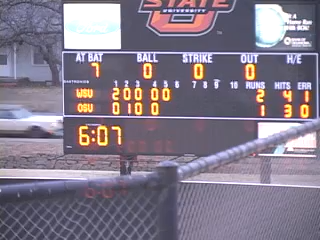 STATE
UNIVERSITY
AT BAT BALL STRIKE OUT H/E
7 0 0 0
1 2 3 4 5 6 7 8 9 10 RUNS HITS ERR
WSU 2 0 0 0 0 2 4 1
OSU 0 1 0 0 1 3 0
6:07